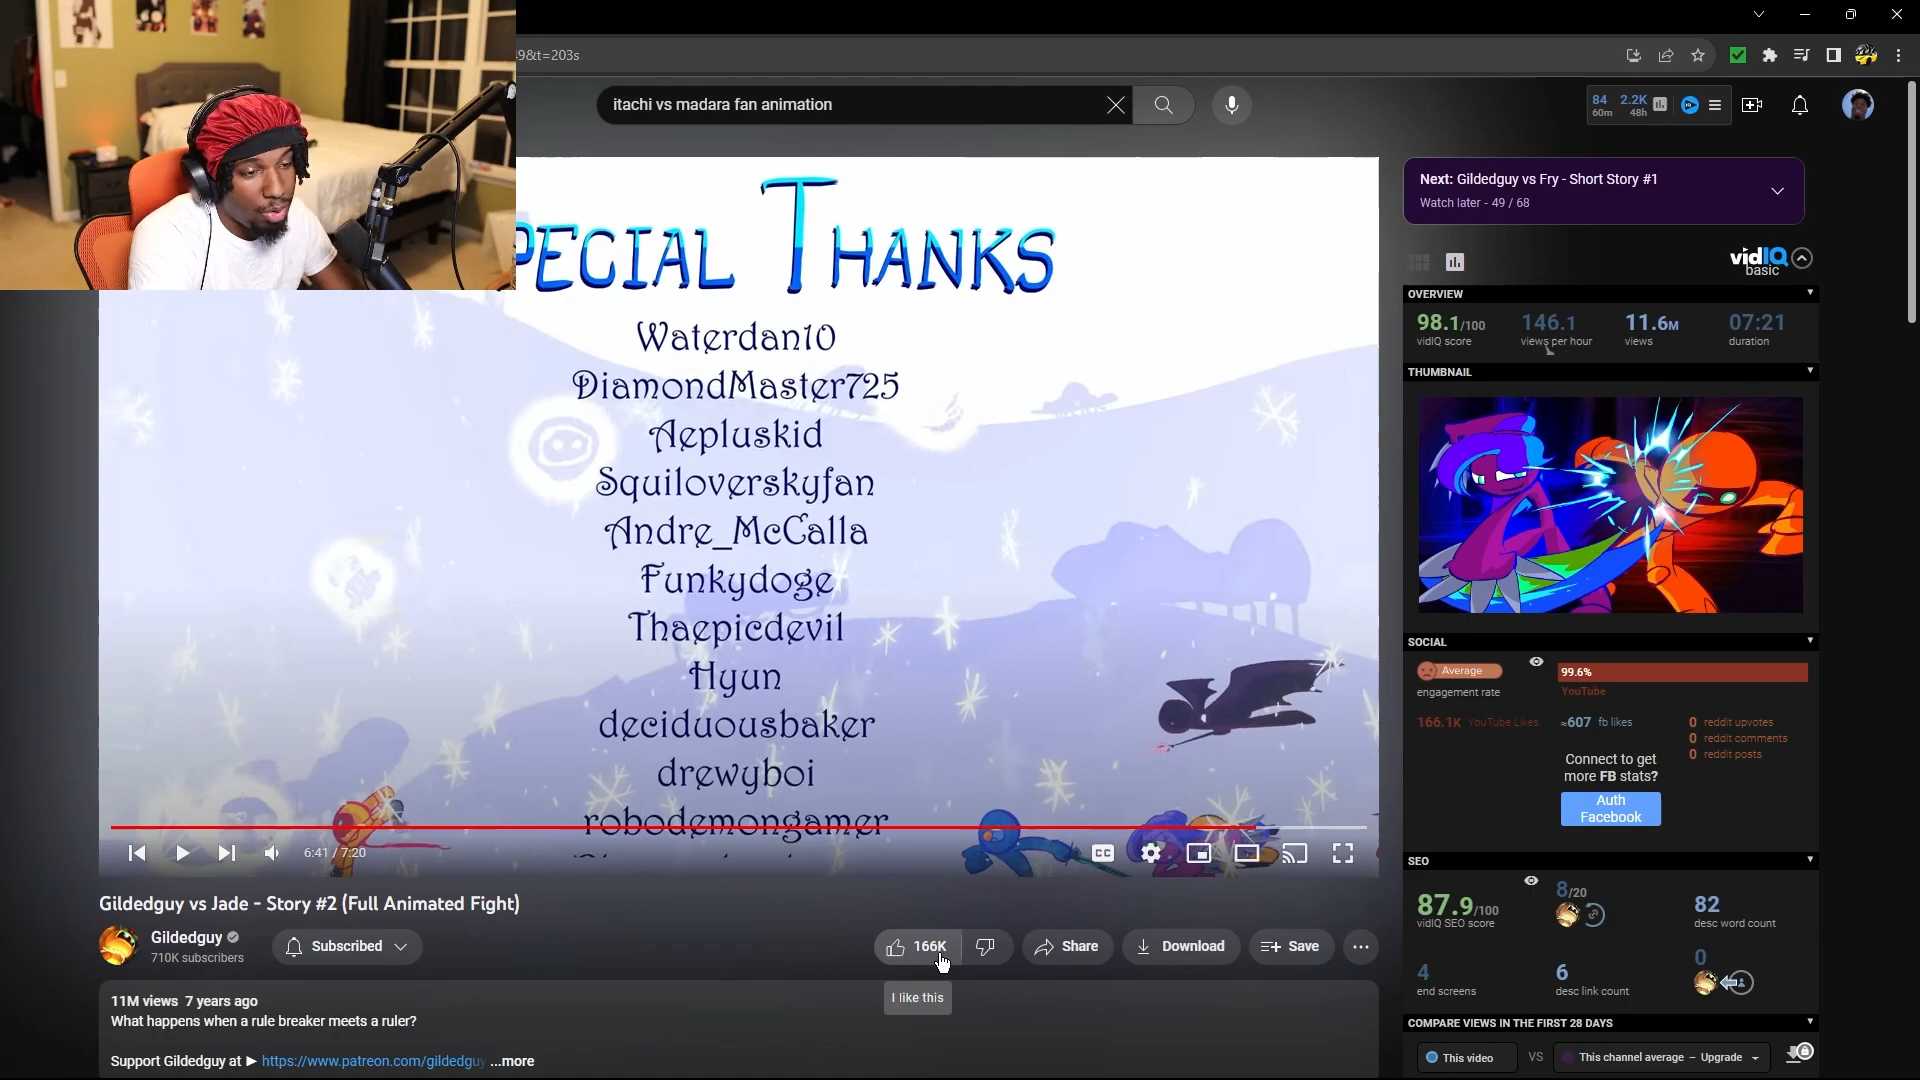 9&t=203s
itachi vs madara fan animation
84 2.2K
60m 48h
PECIAL THANKS
Waterdan10
DiamondMaster725
Aepluskid
Squiloverskyfan
Andre_McCalla
Funkydoge
Thaepicdevil
Hyun
deciduousbaker
drewyboi
robodemongamer
6:41 / 7:20
CC
Gildedguy vs Jade - Story #2 (Full Animated Fight)
Gildedguy
710K subscribers
Subscribed
166K
Share
Download
Save
I like this
11M views 7 years ago
What happens when a rule breaker meets a ruler?
Support Gildedguy at ► https://www.patreon.com/gildedguy ...more
Next: Gildedguy vs Fry - Short Story #1
Watch later - 49 / 68
vidIQ
basic
OVERVIEW
98.1/100 146.1 11.6M 07:21
vidIQ score views per hour views duration
THUMBNAIL
SOCIAL
Average 99.6%
engagement rate YouTube
166.1K YouTube Likes ≈607 fb likes 0 reddit upvotes
0 reddit comments
0 reddit posts
Connect to get
more FB stats?
Auth
Facebook
SEO
87.9/100 8/20 82
vidIQ SEO score desc word count
4 6 0
end screens desc link count
COMPARE VIEWS IN THE FIRST 28 DAYS
This video VS This channel average - Upgrade